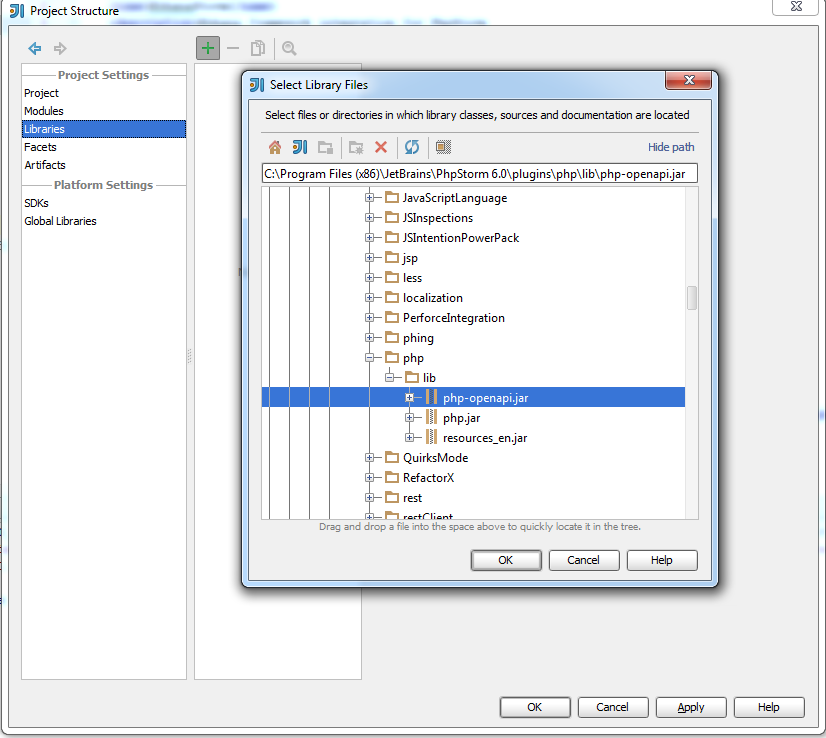 Project Structure
Project Settings
Project
Modules
Libraries
Facets
Artifacts
Platform Settings
SDKs
Global Libraries
Select Library Files
Select files or directories in which library classes, sources and documentation are located
Hide path
C:\Program Files (x86)\JetBrains\PhpStorm 6.0\plugins\php\lib\php-openapi.jar
JavaScriptLanguage
JSInspections
JSIntentionPowerPack
jsp
less
localization
PerforceIntegration
phing
php
lib
php-openapi.jar
php.jar
resources_en.jar
QuirksMode
RefactorX
rest
restClient
Drag and drop a file into the space above to quickly locate it in the tree.
OK Cancel Help
OK Cancel Apply Help